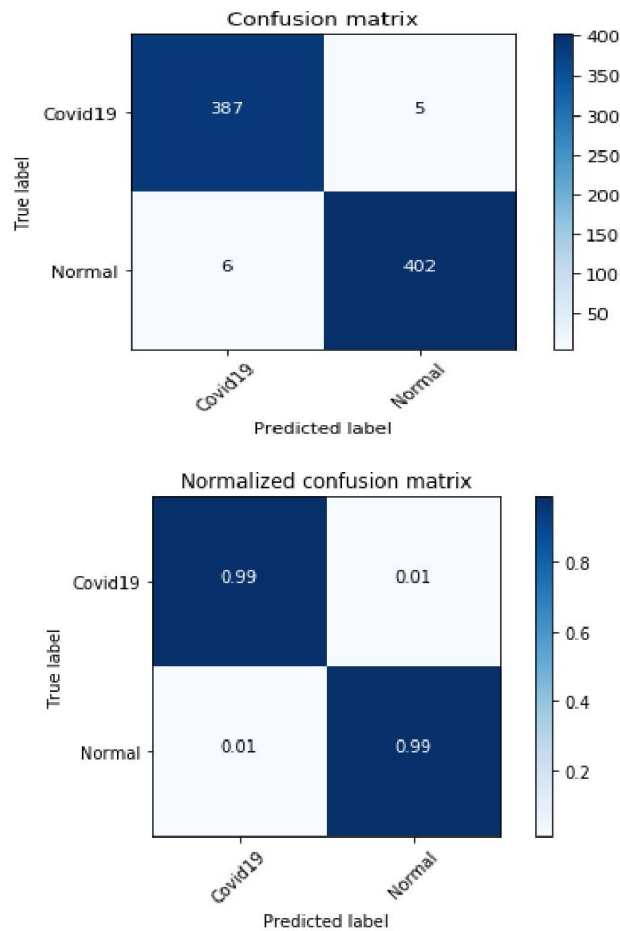 Confusion matrix
400
350
300
250
200
150
100
50
Covid19
387 5
Normal
6 402
True label
Covid19 Normal
Predicted label
Normalized confusion matrix
0.8
0.6
0.4
0.2
Covid19
0.99 0.01
Normal
0.01 0.99
True label
Covid19 Normal
Predicted label